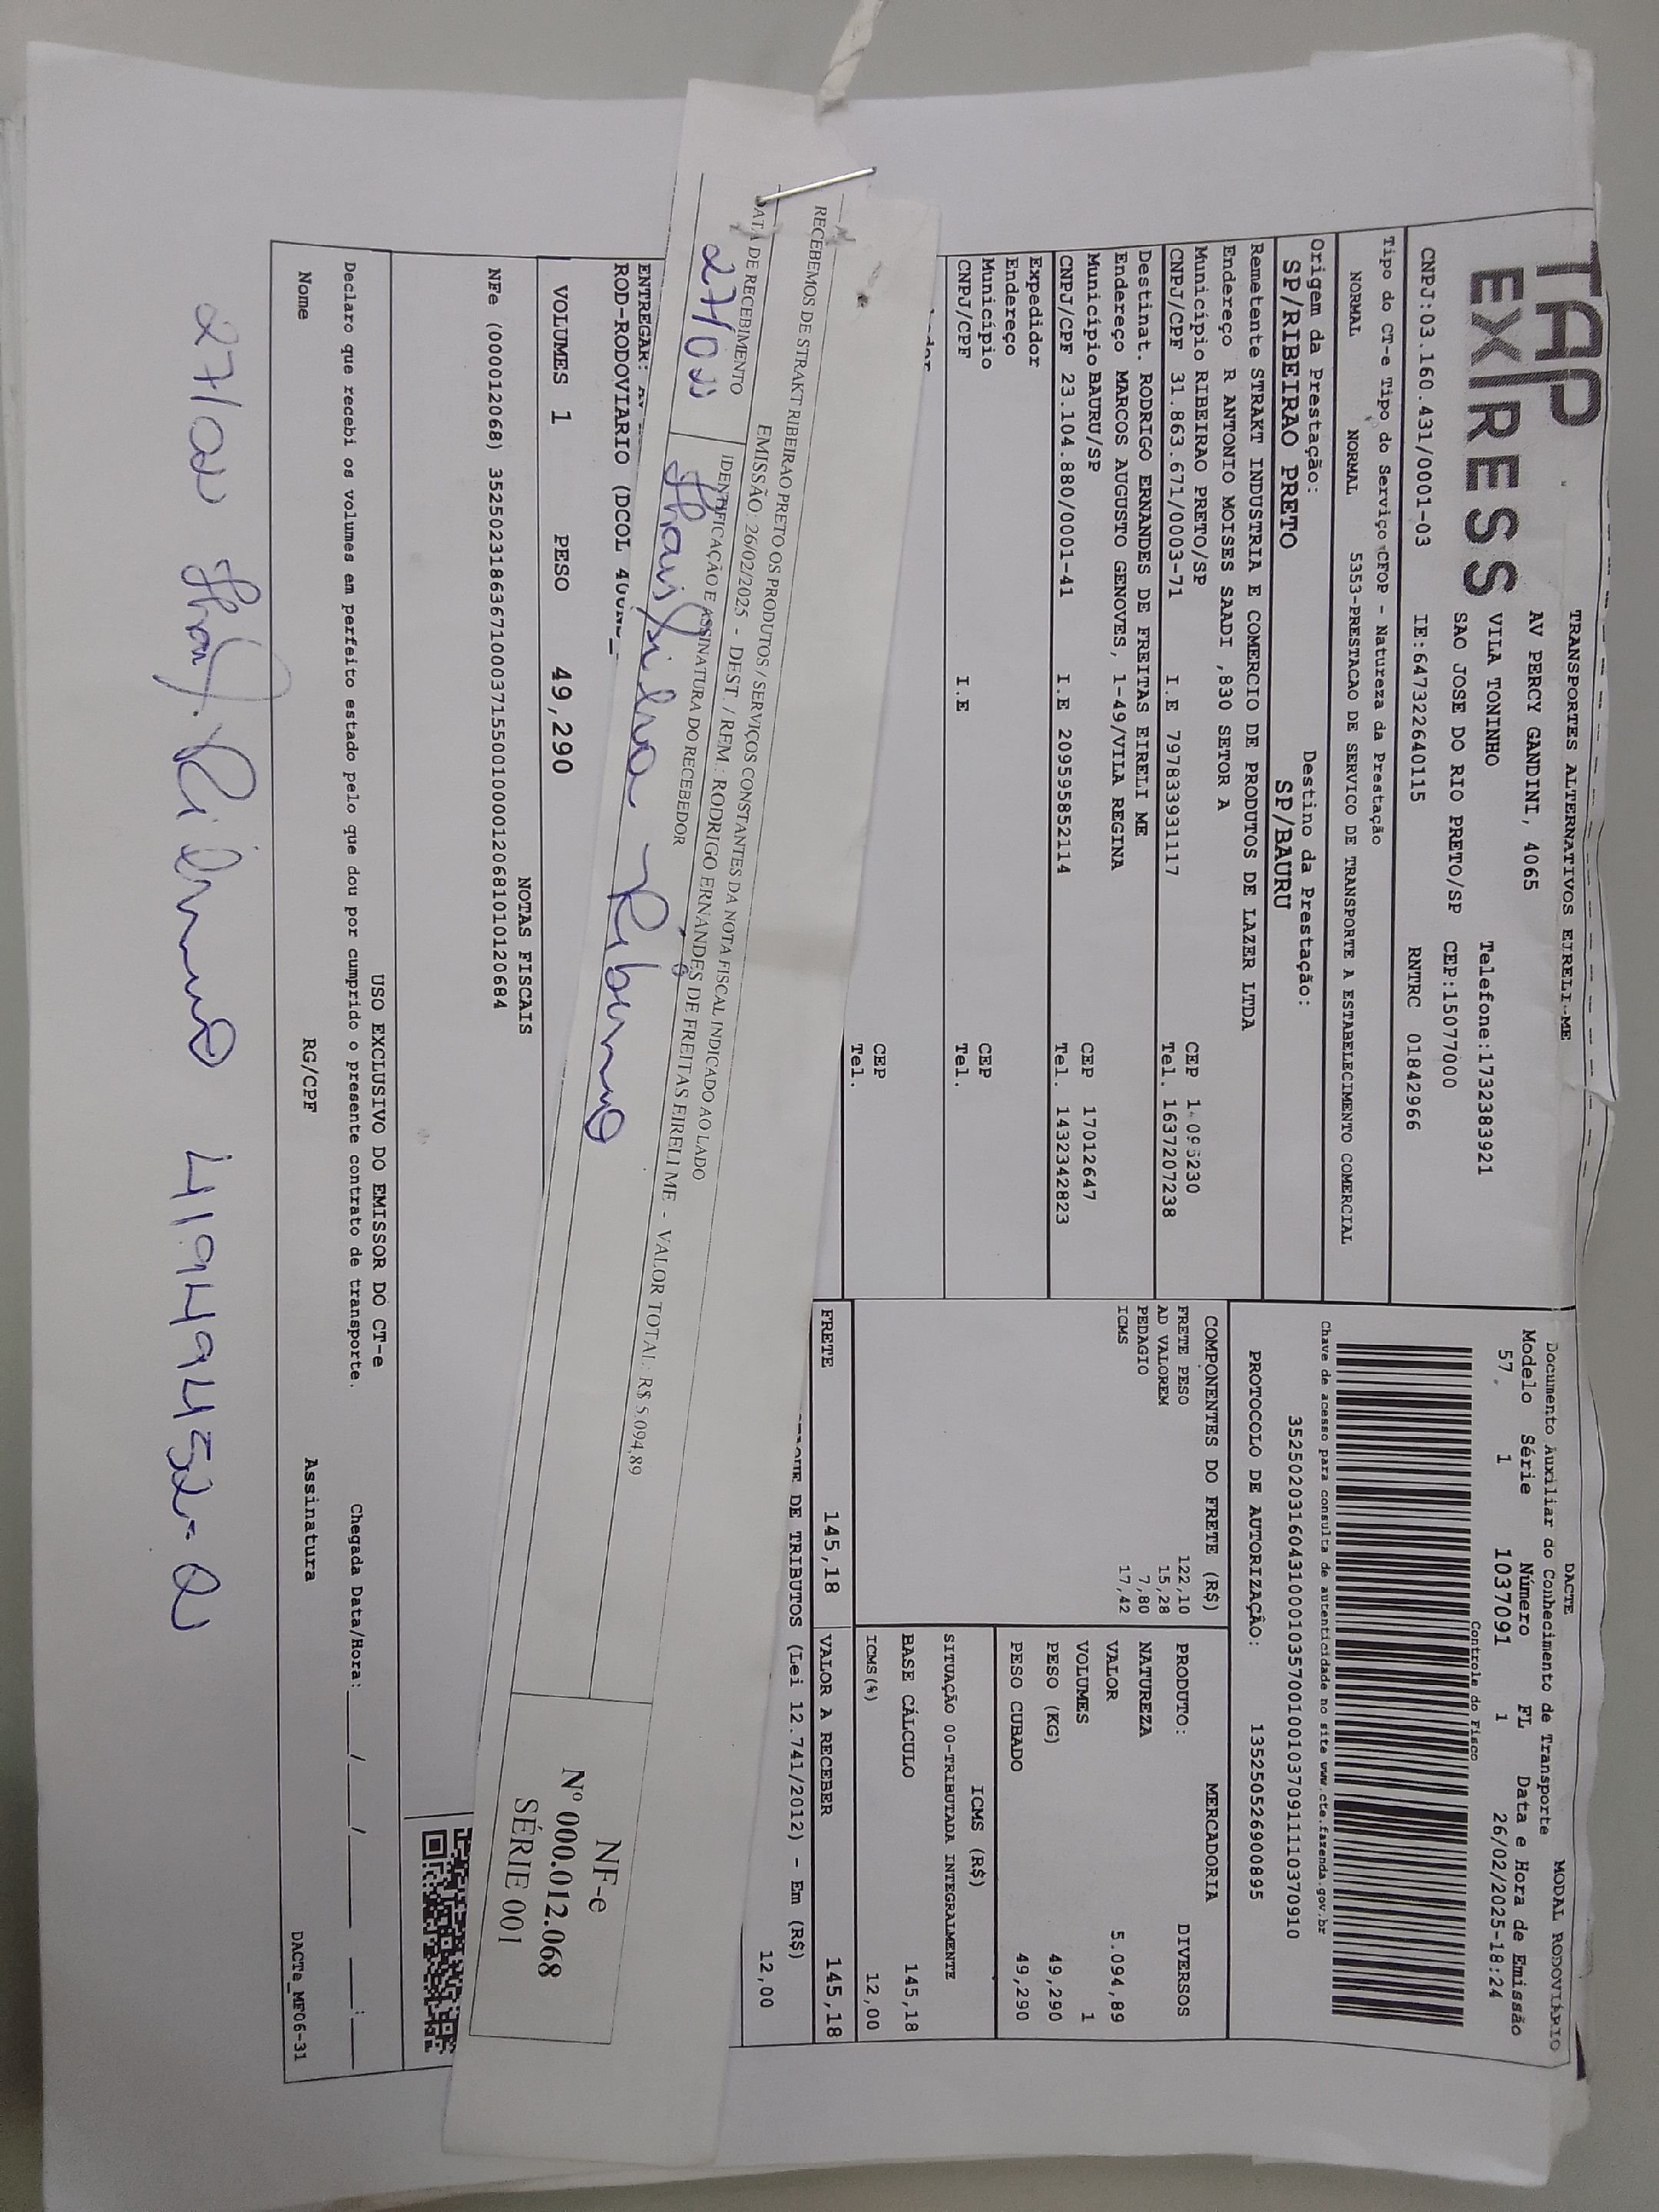 TAP
EXPRESS
TRANSPORTES ALTERNATIVOS EIRELI-ME
AV PERCY GANDINI, 4065
VILA TONINHO Telefone:1732383921
SAO JOSE DO RIO PRETO/SP CEP:15077000
CNPJ:03.160.431/0001-03 IE:647322640115 RNTRC 01842966
Tipo do CT-e Tipo do Serviço CFOP - Natureza da Prestação
NORMAL NORMAL 5353-PRESTACAO DE SERVICO DE TRANSPORTE A ESTABELECIMENTO COMERCIAL
Origem da Prestação: Destino da Prestação:
SP/RIBEIRAO PRETO SP/BAURU
Remetente STRAKT INDUSTRIA E COMERCIO DE PRODUTOS DE LAZER LTDA
Endereço R ANTONIO MOISES SAADI ,830 SETOR A
Município RIBEIRAO PRETO/SP CEP
CNPJ/CPF 31.863.671/0003-71 I.E 797833931117 Tel. 1637207238
Destinat. RODRIGO ERNANDES DE FREITAS EIRELI ME
Endereço MARCOS AUGUSTO GENOVES, 1-49/VILA REGINA
Município BAURU/SP CEP 17012647
CNPJ/CPF 23.104.880/0001-41 I.E 209595852114 Tel. 1432342823
Expedidor
Endereço
Município CEP
CNPJ/CPF I.E Tel.
CEP
Tel.
DACTE MODAL RODOVIÁRIO
Documento Auxiliar do Conhecimento de Transporte
Modelo Série Número FL Data e Hora de Emissão
57 1 1037091 1 26/02/2025-18:24
Controle do Fisco
Chave de acesso para consulta de autenticidade no site www.cte.fazenda.gov.br
35250203160431000103570010010370911110370910
PROTOCOLO DE AUTORIZAÇÃO: 135250526900895
COMPONENTES DO FRETE (R$)
FRETE PESO 122,10
AD VALOREM 15,28
PEDAGIO 7,80
ICMS 17,42
MERCADORIA
PRODUTO: DIVERSOS
NATUREZA
VALOR 5.094,89
VOLUMES 1
PESO (KG) 49,290
PESO CUBADO 49,290
ICMS (R$)
SITUAÇÃO 00-TRIBUTADA INTEGRALMENTE
BASE CÁLCULO 145,18
ICMS(%) 12,00
FRETE 145,18 VALOR A RECEBER 145,18
DE TRIBUTOS (Lei 12.741/2012) - Em (R$)
12,00
RECEBEMOS DE STRAKT RIBEIRAO PRETO OS PRODUTOS / SERVIÇOS CONSTANTES DA NOTA FISCAL INDICADO AO LADO
EMISSÃO: 26/02/2025 - DEST. / REM.: RODRIGO ERNANDES DE FREITAS EIRELI ME - VALOR TOTAL: R$ 5.094,89
DATA DE RECEBIMENTO IDENTIFICAÇÃO E ASSINATURA DO RECEBEDOR
27/02
NF-e
Nº 000.012.068
SÉRIE 001
ENTREGAR:
ROD-RODOVIARIO (DCOL
VOLUMES 1 PESO 49,290
NOTAS FISCAIS
NFe (000012068) 35250231863671000371550010000120681010120684
USO EXCLUSIVO DO EMISSOR DO CT-e
Declaro que recebi os volumes em perfeito estado pelo que dou por cumprido o presente contrato de transporte. Chegada Data/Hora:____/____/______ ___:___
Nome RG/CPF Assinatura DACTe_MF06-31
27/02